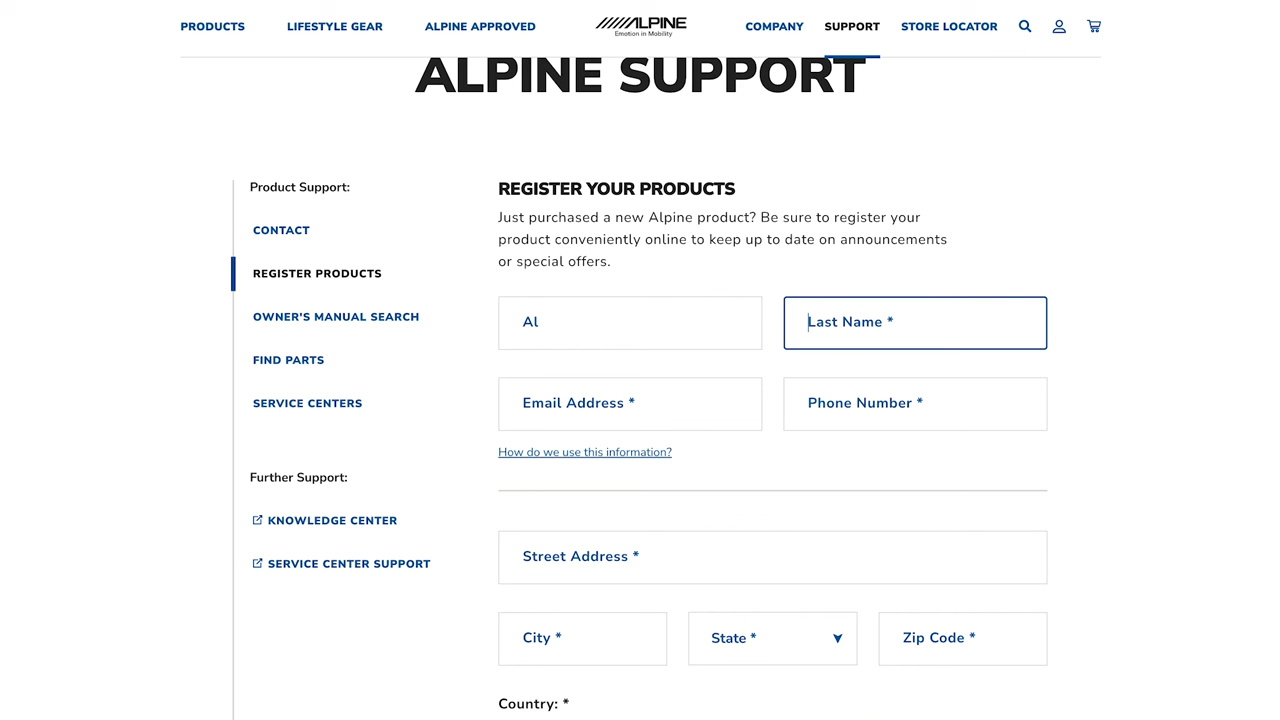 PRODUCTS
LIFESTYLE GEAR
ALPINE APPROVED
ALPINE
Emotion in Mobility
COMPANY
SUPPORT
STORE LOCATOR
ALPINE SUPPORT
Product Support:
CONTACT
REGISTER PRODUCTS
OWNER'S MANUAL SEARCH
FIND PARTS
SERVICE CENTERS
Further Support:
KNOWLEDGE CENTER
SERVICE CENTER SUPPORT
REGISTER YOUR PRODUCTS
Just purchased a new Alpine product? Be sure to register your
product conveniently online to keep up to date on announcements
or special offers.
Al
Last Name *
Email Address *
Phone Number *
How do we use this information?
Street Address *
City *
State *
Zip Code *
Country: *